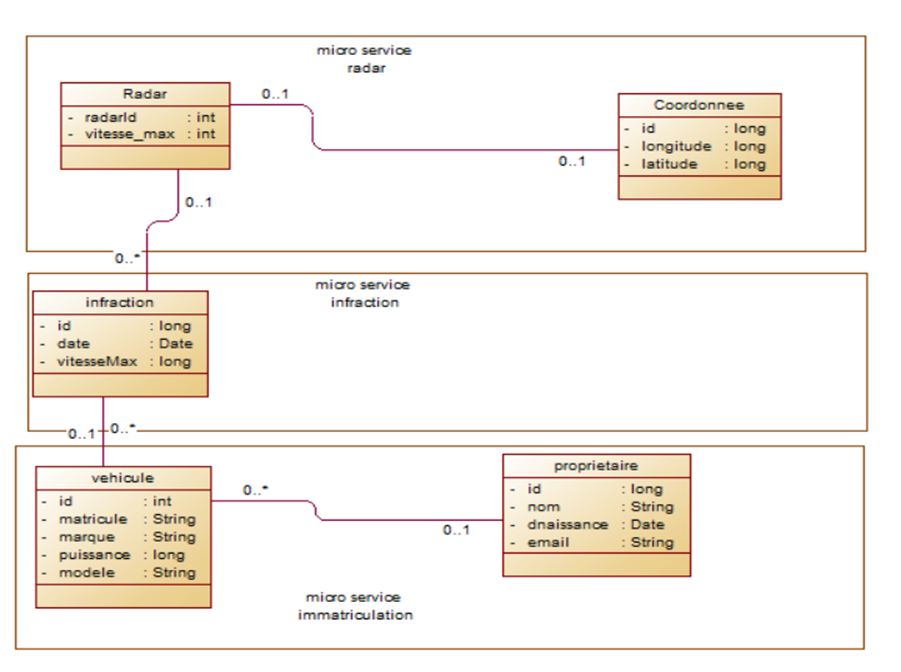 micro service
radar
Radar
- radarId : int
- vitesse_max : int
0..1
0..1
Coordonnee
- id : long
- longitude : long
- latitude : long
0..1
0..*
micro service
infraction
infraction
- id : long
- date : Date
- vitesseMax : long
0..1
0..*
vehicule
- id : int
- matricule : String
- marque : String
- puissance : long
- modele : String
0..*
0..1
proprietaire
- id : long
- nom : String
- dnaissance : Date
- email : String
micro service
immatriculation